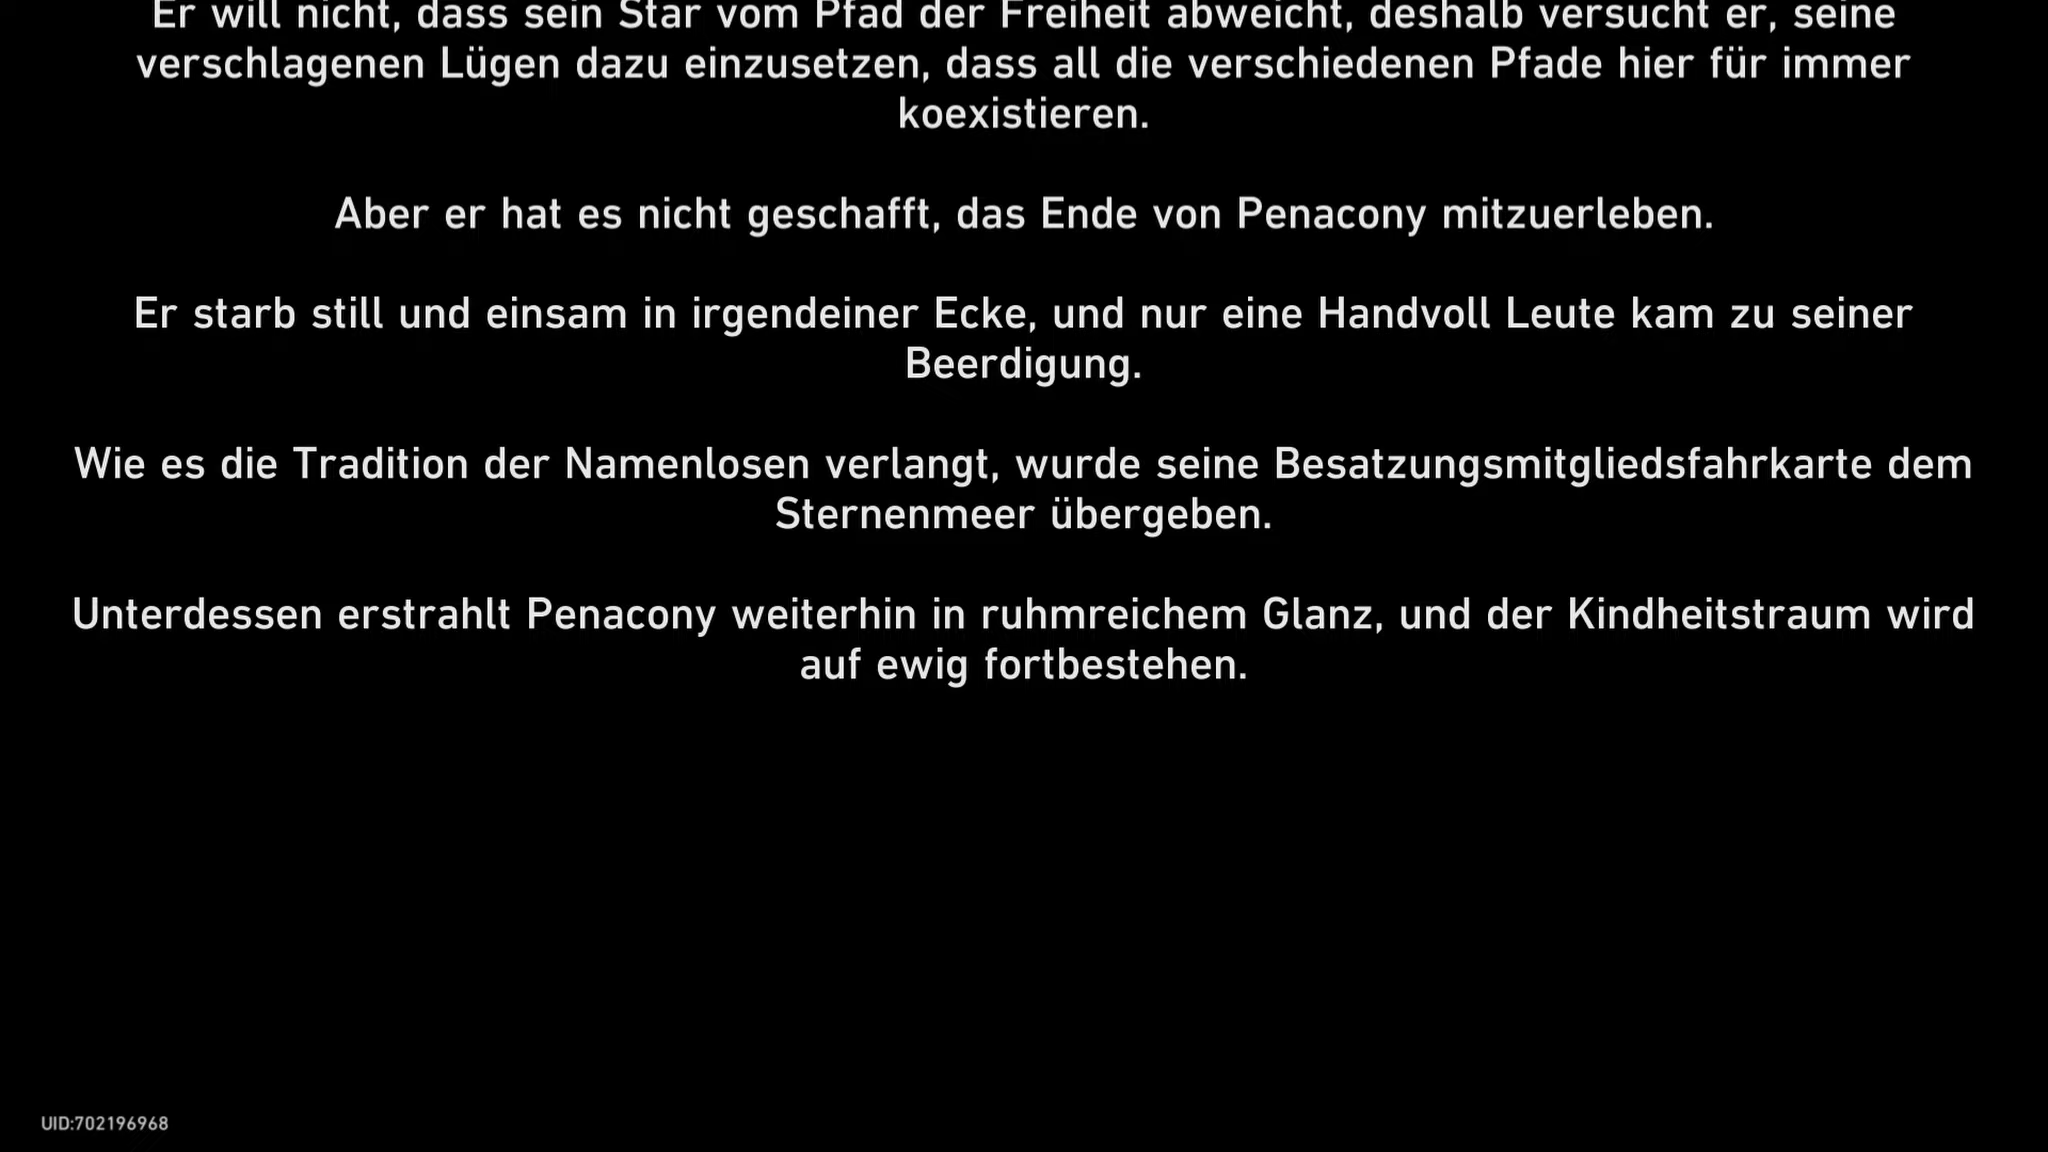 Er will nicht, dass sein Star vom Pfad der Freiheit abweicht, deshalb versucht er, seine
verschlagenen Lügen dazu einzusetzen, dass all die verschiedenen Pfade hier für immer
koexistieren.
Aber er hat es nicht geschafft, das Ende von Penacony mitzuerleben.
Er starb still und einsam in irgendeiner Ecke, und nur eine Handvoll Leute kam zu seiner
Beerdigung.
Wie es die Tradition der Namenlosen verlangt, wurde seine Besatzungsmitgliedsfahrkarte dem
Sternenmeer übergeben.
Unterdessen erstrahlt Penacony weiterhin in ruhmreichem Glanz, und der Kindheitstraum wird
auf ewig fortbestehen.
UID:702196968